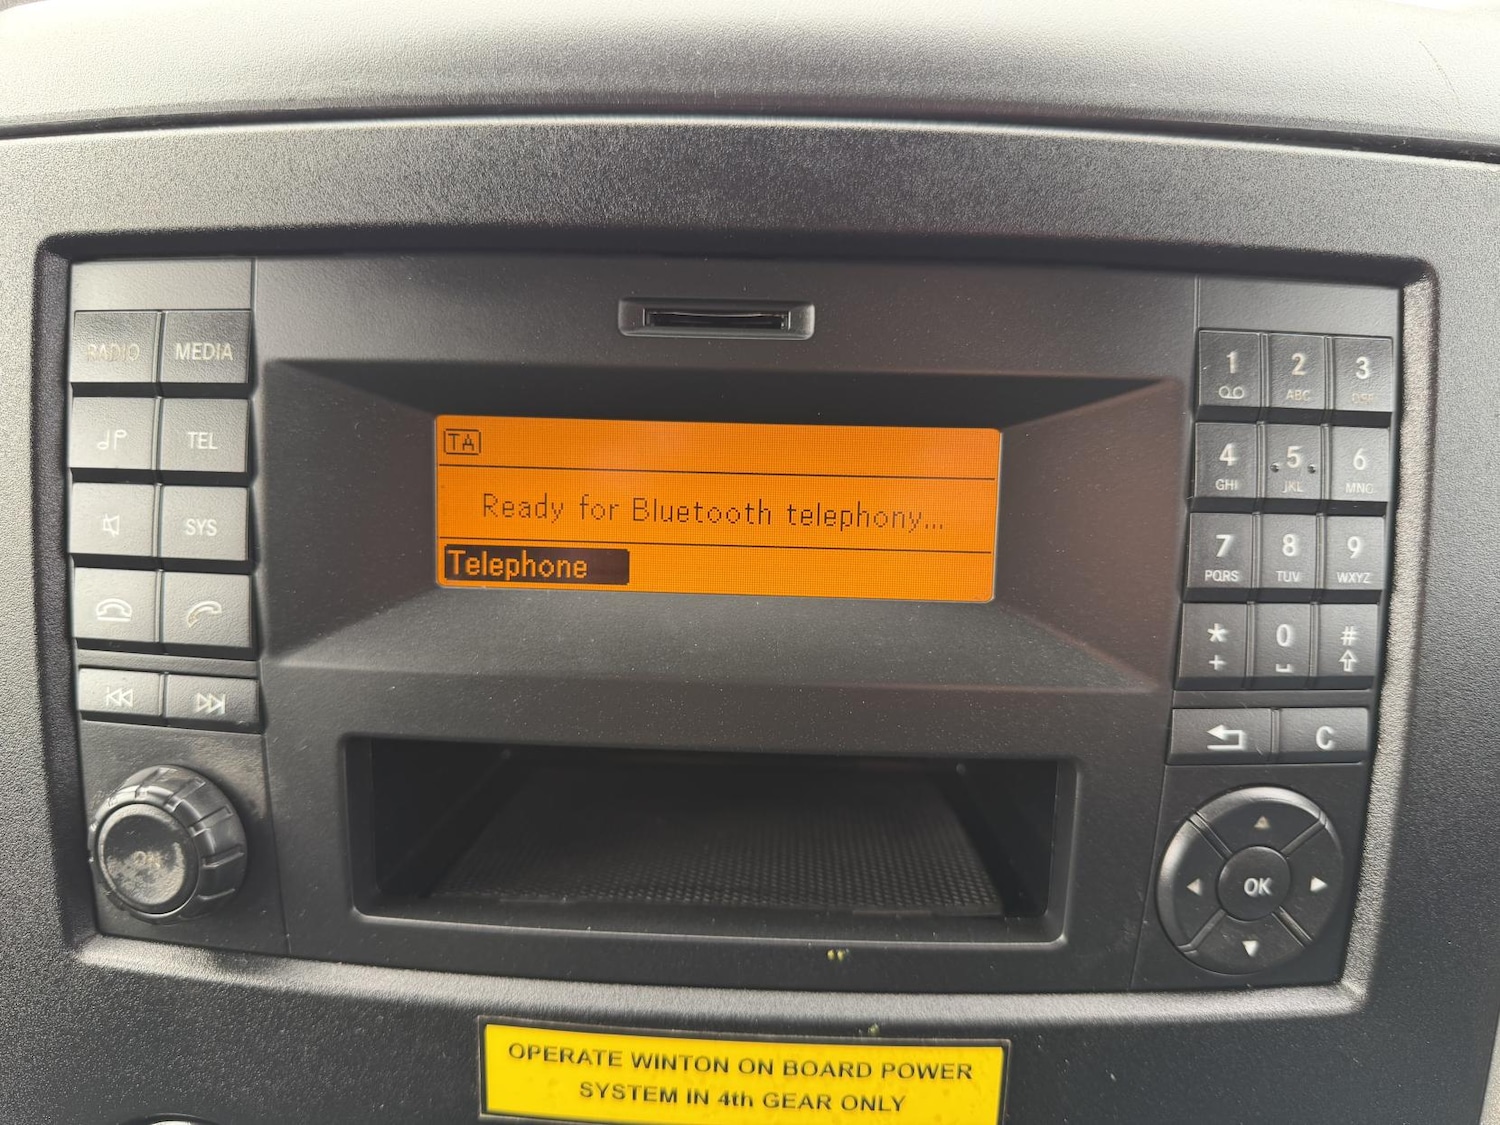 RADIO
MEDIA
TEL
SYS
TA
Ready for Bluetooth telephony...
Telephone
1
2 ABC
3
4 GHI
5 JKL
6 MNO
7 PQRS
8 TUV
9 WXYZ
*
+
0
#
C
ON
OK
OPERATE WINTON ON BOARD POWER
SYSTEM IN 4th GEAR ONLY